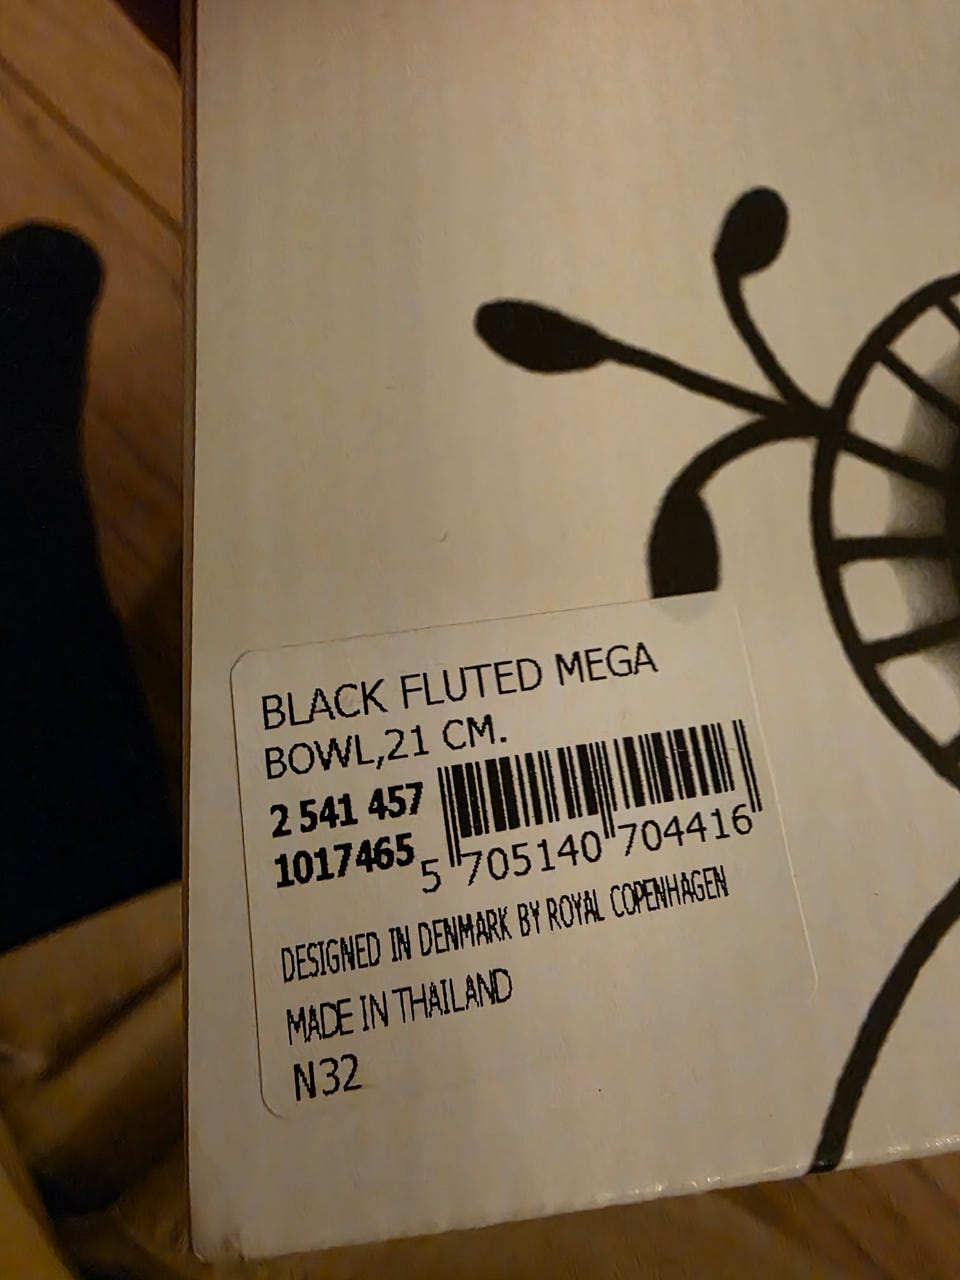 BLACK FLUTED MEGA
BOWL,21 CM.
2 541 457
1017465
5 705140 704416
DESIGNED IN DENMARK BY ROYAL COPENHAGEN
MADE IN THAILAND
N32